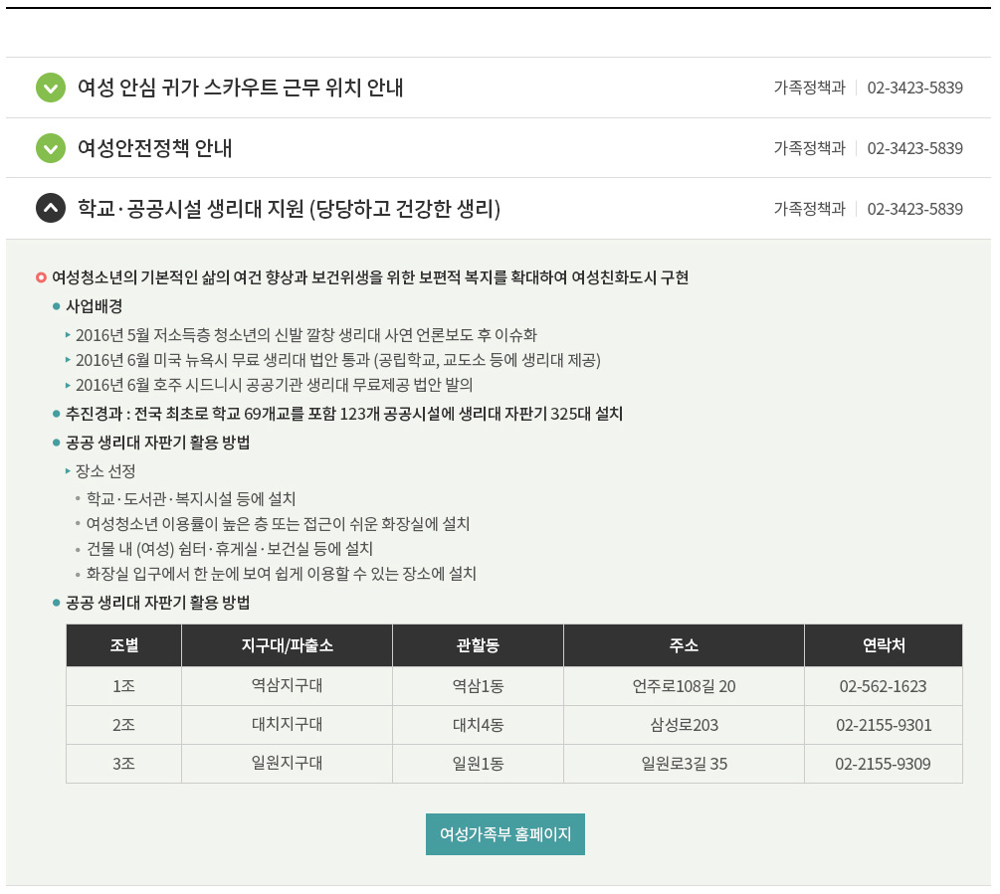 여성 안심 귀가 스카우트 근무 위치 안내 가족정책과 02-3423-5839
여성안전정책 안내 가족정책과 02-3423-5839
학교·공공시설 생리대 지원 (당당하고 건강한 생리) 가족정책과 02-3423-5839
여성청소년의 기본적인 삶의 여건 향상과 보건위생을 위한 보편적 복지를 확대하여 여성친화도시 구현
사업배경
2016년 5월 저소득층 청소년의 신발 깔창 생리대 사연 언론보도 후 이슈화
2016년 6월 미국 뉴욕시 무료 생리대 법안 통과 (공립학교, 교도소 등에 생리대 제공)
2016년 6월 호주 시드니시 공공기관 생리대 무료제공 법안 발의
추진경과 : 전국 최초로 학교 69개교를 포함 123개 공공시설에 생리대 자판기 325대 설치
공공 생리대 자판기 활용 방법
장소 선정
학교·도서관·복지시설 등에 설치
여성청소년 이용률이 높은 층 또는 접근이 쉬운 화장실에 설치
건물 내 (여성) 쉼터·휴게실·보건실 등에 설치
화장실 입구에서 한 눈에 보여 쉽게 이용할 수 있는 장소에 설치
공공 생리대 자판기 활용 방법
조별 지구대/파출소 관할동 주소 연락처
1조 역삼지구대 역삼1동 언주로108길 20 02-562-1623
2조 대치지구대 대치4동 삼성로203 02-2155-9301
3조 일원지구대 일원1동 일원로3길 35 02-2155-9309
여성가족부 홈페이지